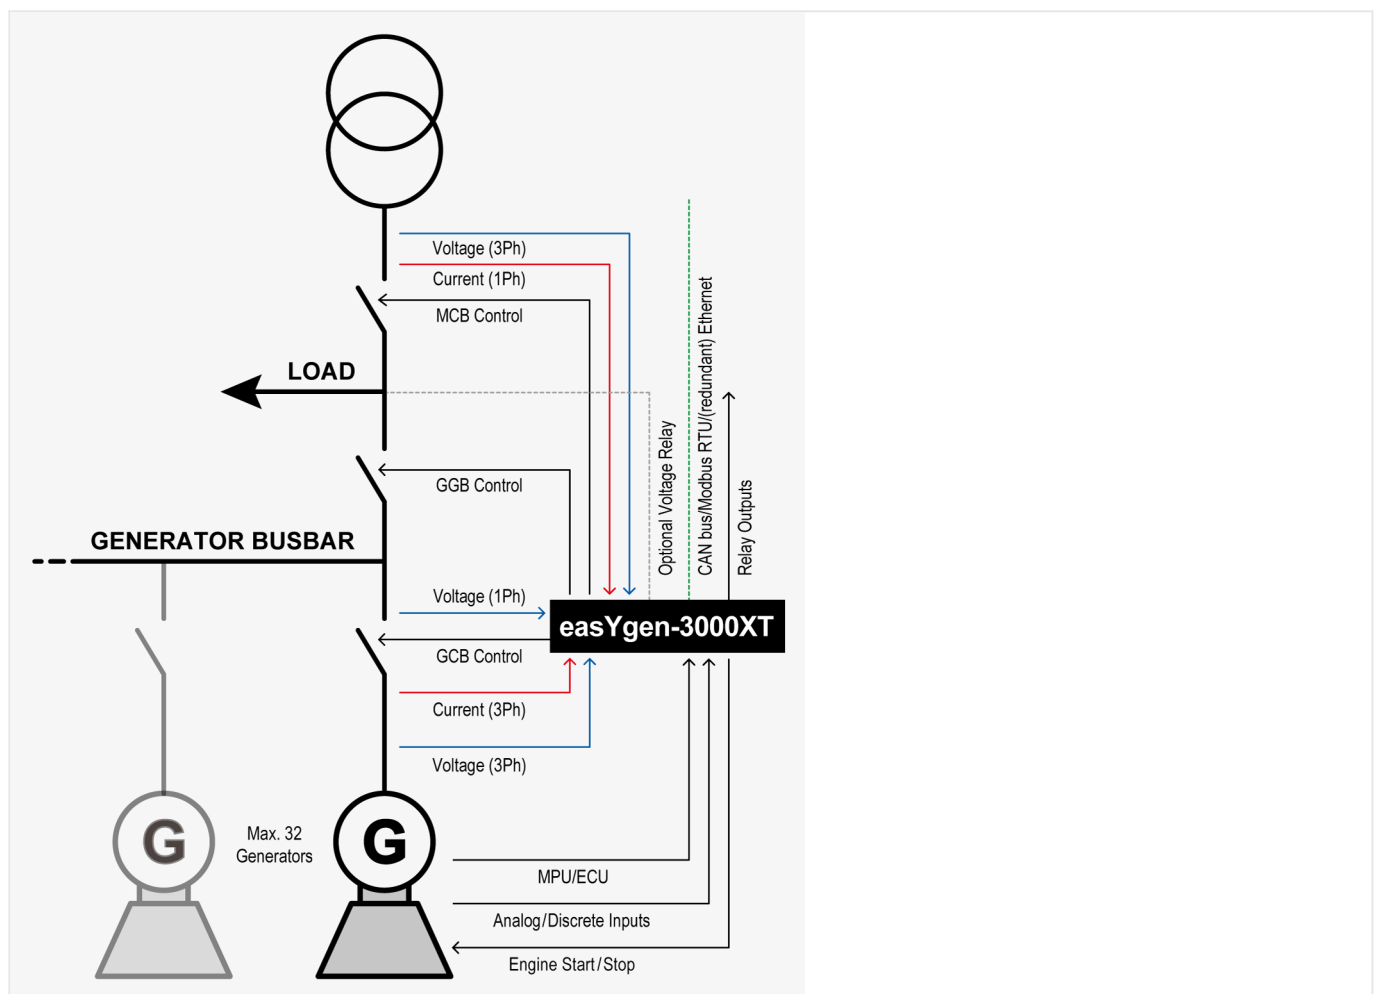 Voltage (3Ph)
Current (1Ph)
MCB Control
LOAD
GGB Control
GENERATOR BUSBAR
Optional Voltage Relay
CAN bus/Modbus RTU/(redundant) Ethernet
Relay Outputs
Voltage (1Ph)
easYgen-3000XT
GCB Control
Current (3Ph)
Voltage (3Ph)
G
Max. 32
Generators
G
MPU/ECU
Analog/Discrete Inputs
Engine Start/Stop